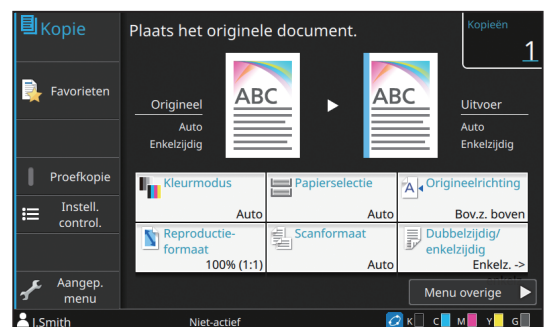 Kopie
Plaats het originele document.
Kopieën
1
Favorieten
Origineel
Auto
Enkelzijdig
ABC
ABC
Uitvoer
Auto
Enkelzijdig
Proefkopie
Instell.
control.
Aangep.
menu
Kleurmodus
Auto
Papierselectie
Auto
Origineelrichting
Bov.z. boven
Reproductie-
formaat
100% (1:1)
Scanformaat
Auto
Dubbelzijdig/
enkelzijdig
Enkelz. ->
Menu overige
J.Smith
Niet-actief
K C M Y G